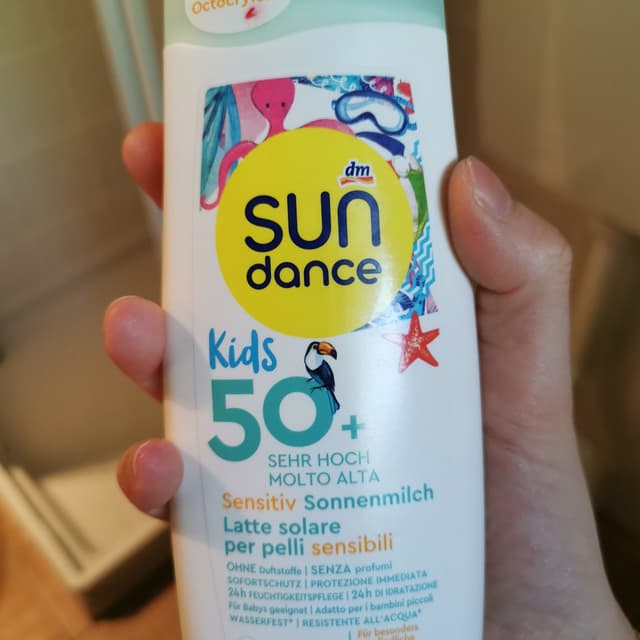 dm
SUN
dance
Kids
50+
SEHR HOCH
MOLTO ALTA
Sensitiv Sonnenmilch
Latte solare
per pelli sensibili
OHNE Duftstoffe | SENZA profumi
SOFORTSCHUTZ | PROTEZIONE IMMEDIATA
24h FEUCHTIGKEITSPFLEGE | 24h DI IDRATAZIONE
Für Babys geeignet | Adatto per i bambini piccoli
WASSERFEST* | RESISTENTE ALL'ACQUA*
Für besonders